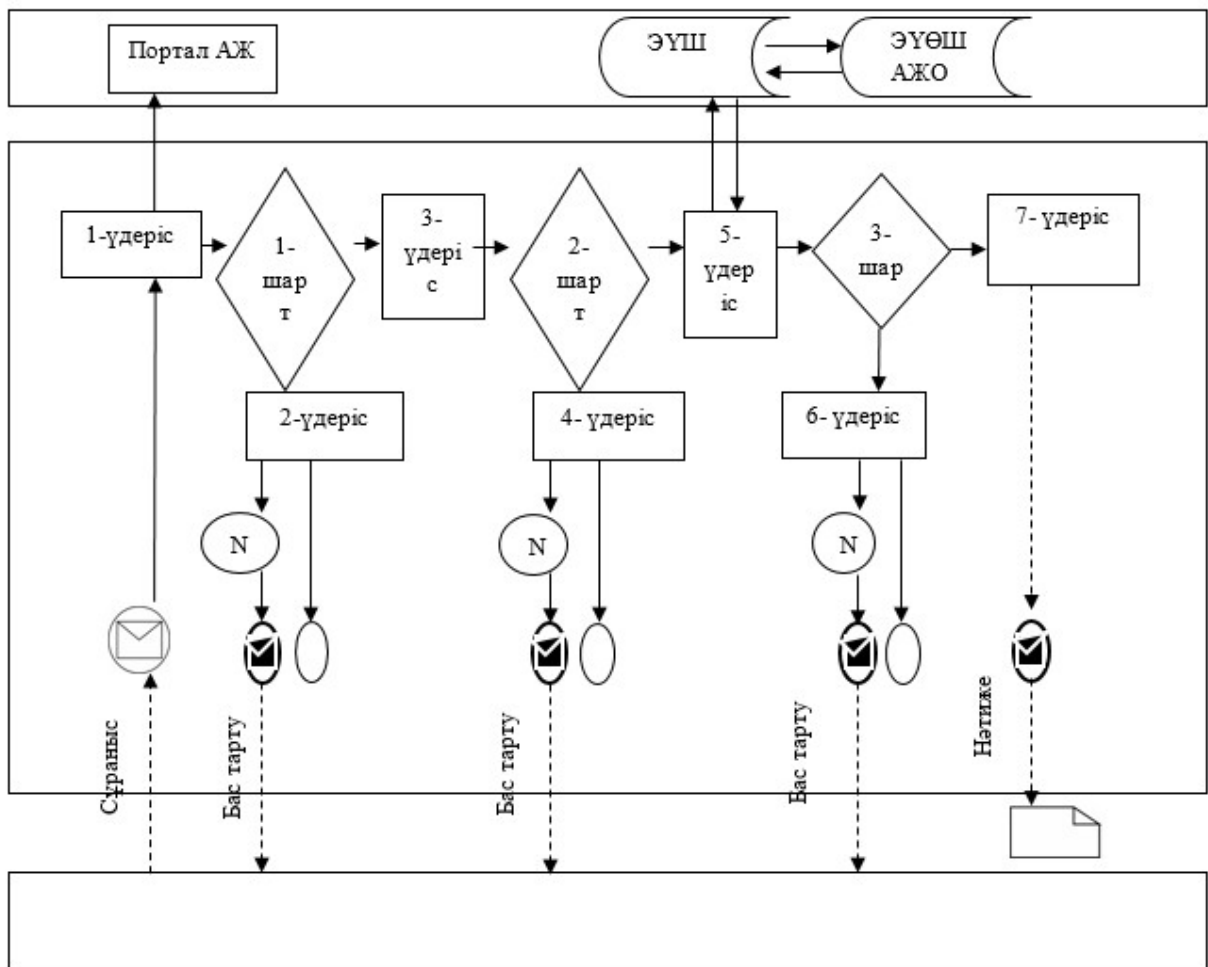 Портал АЖ
ЭҮШ
ЭҮӨШ
АЖО
1-үдеріс
1-
шар
т
3-
үдері
с
2-
шар
т
5-
үдер
іс
3-
шар
7- үдеріс
2-үдеріс
4- үдеріс
6- үдеріс
N
N
N
Сұраныс
Бас тарту
Бас тарту
Бас тарту
Нәтиже